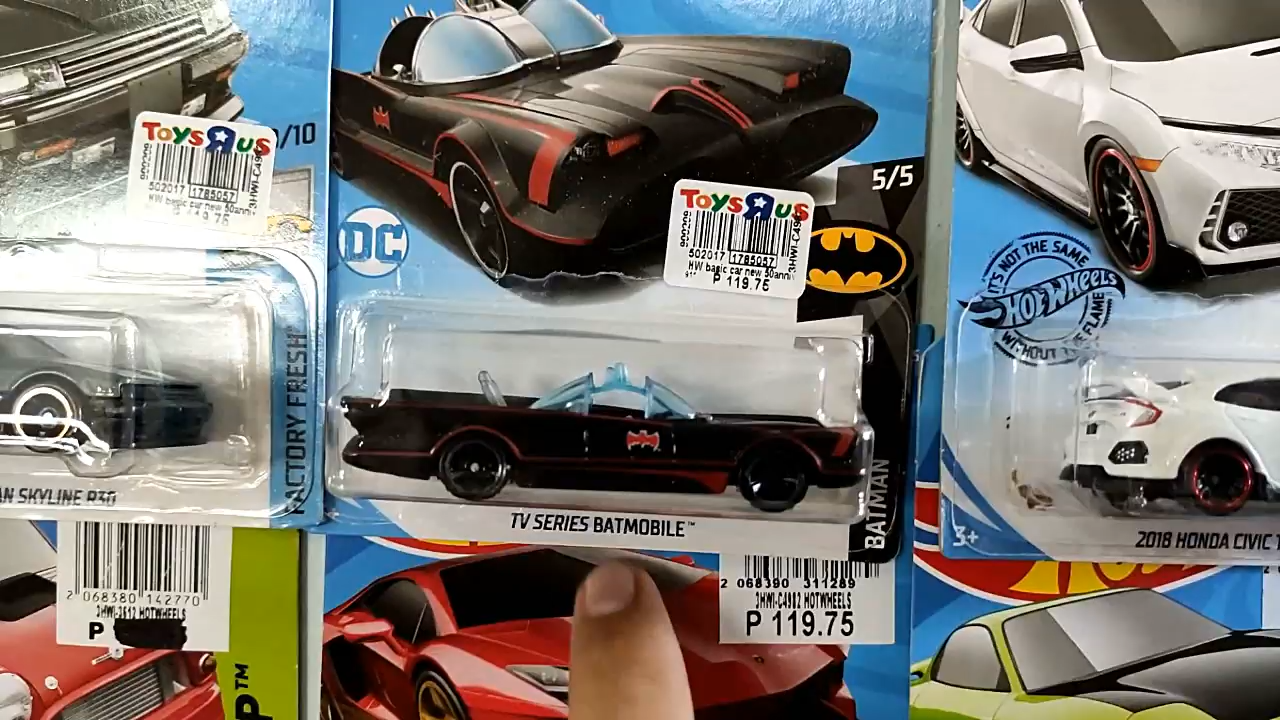 TOYS R US
/10
502017 1785057
HW basic car new 50anni
P 119.75
3HWI-C49
FACTORY FRESH
AN SKYLINE R30
DC
5/5
TOYS R US
502017 1785057
HW basic car new 50anni
P 119.75
3HWI-C49
TV SERIES BATMOBILE™
BATMAN
IT'S NOT THE SAME
HOT WHEELS
WITHOUT THE FLAME
3+
2018 HONDA CIVIC T
2 068380 142770
3HWI-2612 HOTWHEELS
P
P™
2 068390 311289
3HWI-C4982 HOTWHEELS
P 119.75